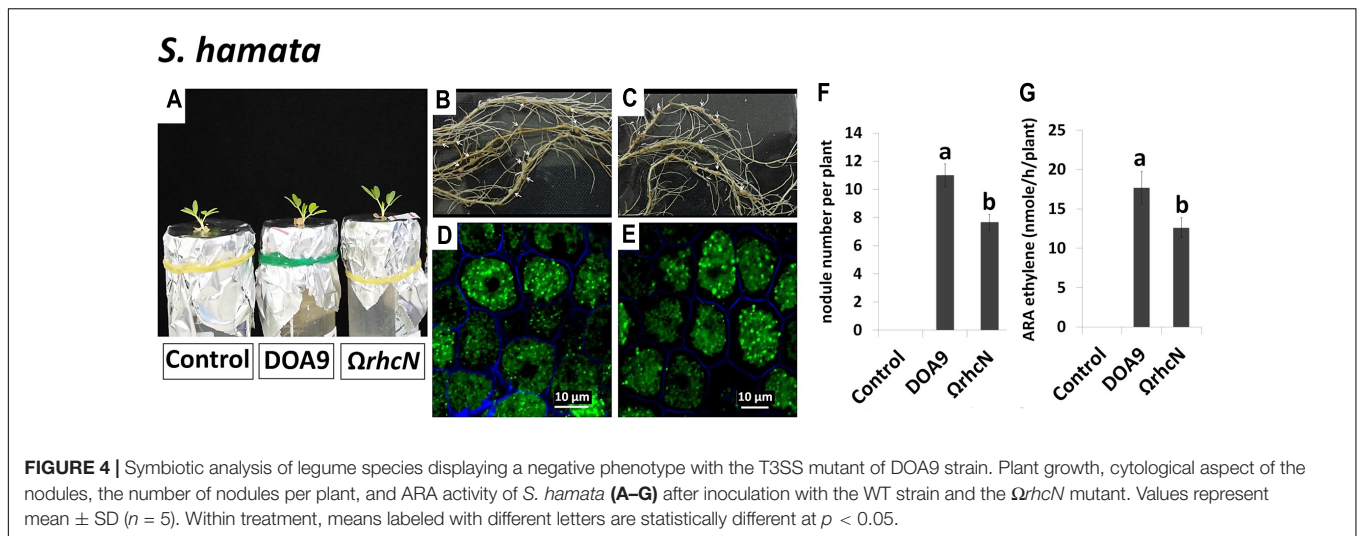 S. hamata
A
B
C
D
E
F
G
Control
DOA9
ΩrhcN
10 µm
10 µm
nodule number per plant
14
12
10
8
6
4
2
0
a
b
Control
DOA9
ΩrhcN
ARA ethylene (nmole/h/plant)
25
20
15
10
5
0
a
b
Control
DOA9
ΩrhcN
FIGURE 4 | Symbiotic analysis of legume species displaying a negative phenotype with the T3SS mutant of DOA9 strain. Plant growth, cytological aspect of the
nodules, the number of nodules per plant, and ARA activity of S. hamata (A–G) after inoculation with the WT strain and the ΩrhcN mutant. Values represent
mean ± SD (n = 5). Within treatment, means labeled with different letters are statistically different at p < 0.05.